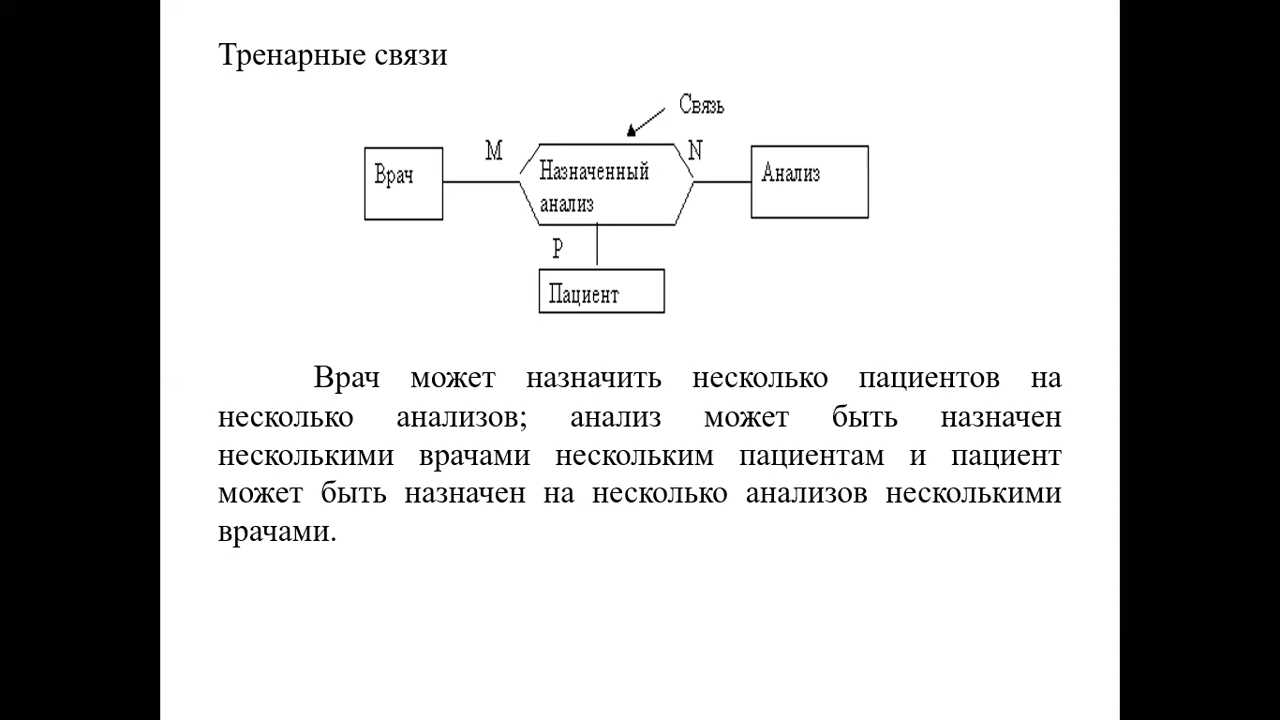 Тренарные связи
Связь
M
N
Врач
Назначенный
анализ
Анализ
P
Пациент
Врач может назначить несколько пациентов на
несколько анализов; анализ может быть назначен
несколькими врачами нескольким пациентам и пациент
может быть назначен на несколько анализов несколькими
врачами.